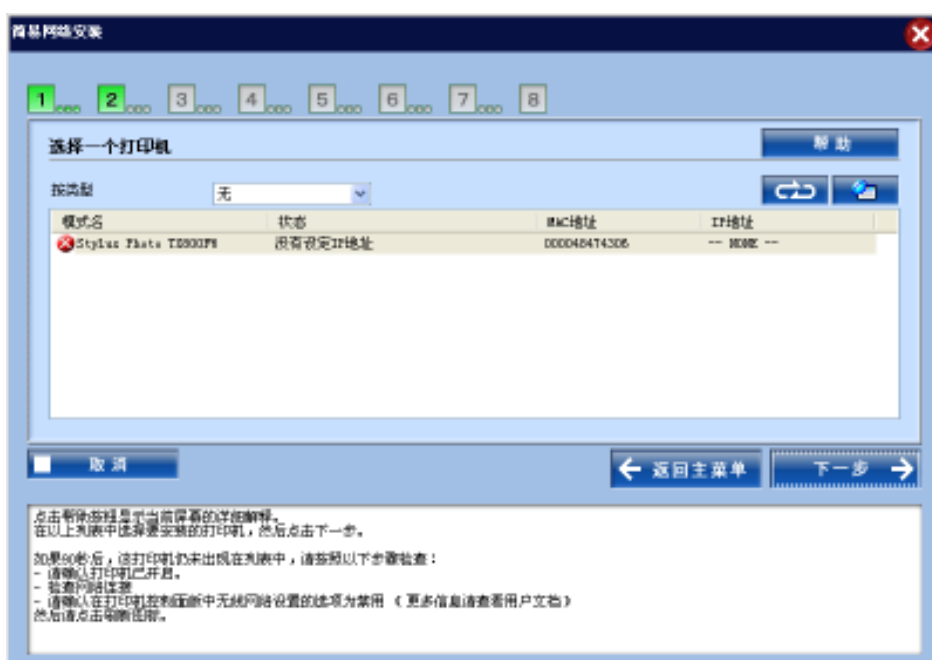 简易网络安装
1 2 3 4 5 6 7 8
选择一个打印机
帮助
按类型 无
模式名 状态 MAC地址 IP地址
Stylus Photo 没有设定IP地址 000048474306 -- NONE --
取消
返回主菜单
下一步
点击帮助按钮显示当前屏幕的详细解释。
在以上列表中选择要安装的打印机，然后点击下一步。
如果60秒后，该打印机仍未出现在列表中，请按照以下步骤检查：
- 请确认打印机已开启。
- 检查网络连接
- 请确认在打印机控制面板中无线网络设置的选项为禁用 （更多信息请查看用户文档）
然后请点击刷新图标。